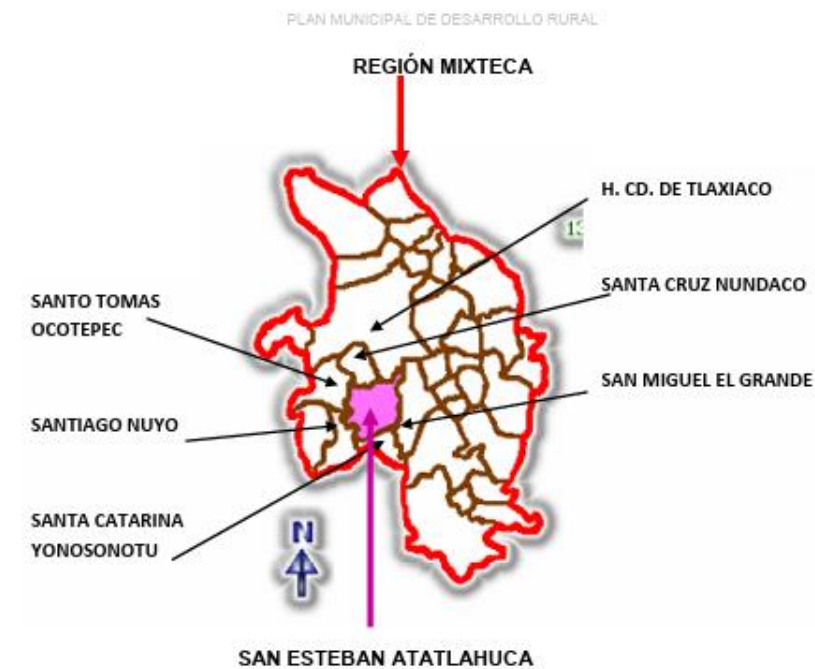 PLAN MUNICIPAL DE DESARROLLO RURAL
REGIÓN MIXTECA
H. CD. DE TLAXIACO
13
SANTA CRUZ NUNDACO
SANTO TOMAS
OCOTEPEC
SAN MIGUEL EL GRANDE
SANTIAGO NUYO
SANTA CATARINA
YONOSONOTU
N
SAN ESTEBAN ATATLAHUCA